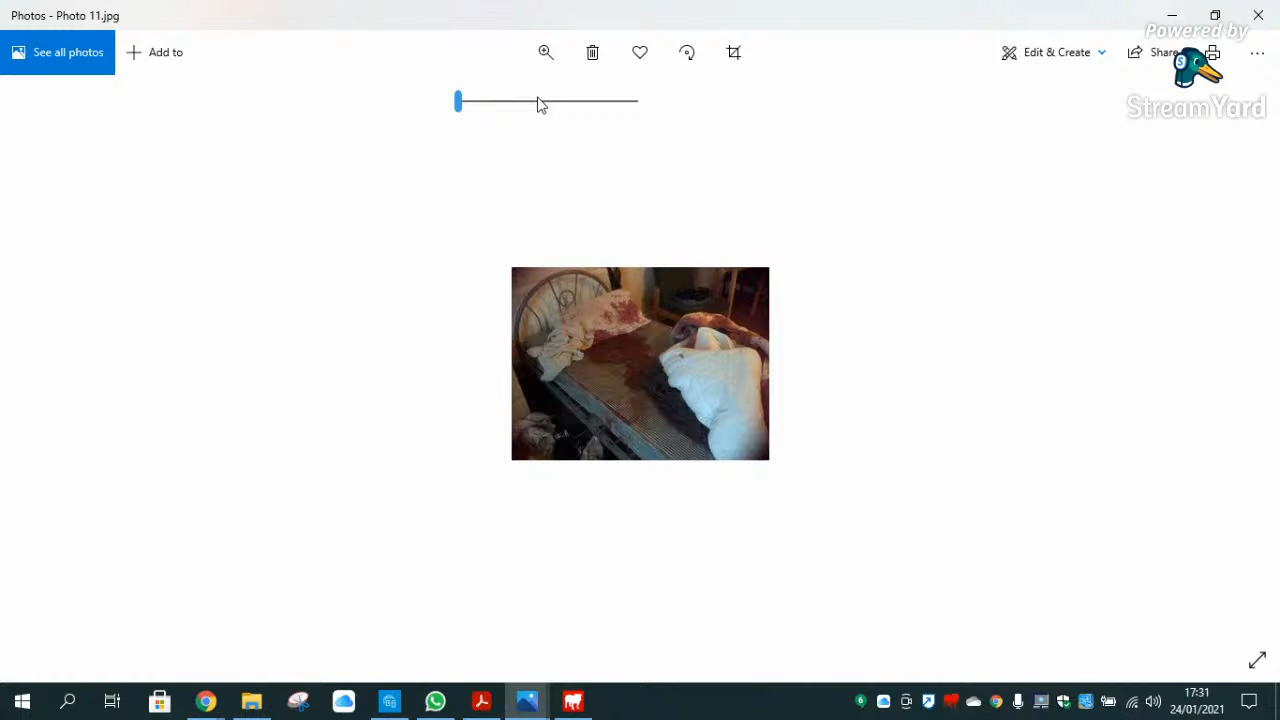 Photos - Photo 11.jpg
Powered by
See all photos
Add to
Edit & Create
Share
StreamYard
17:31
24/01/2021